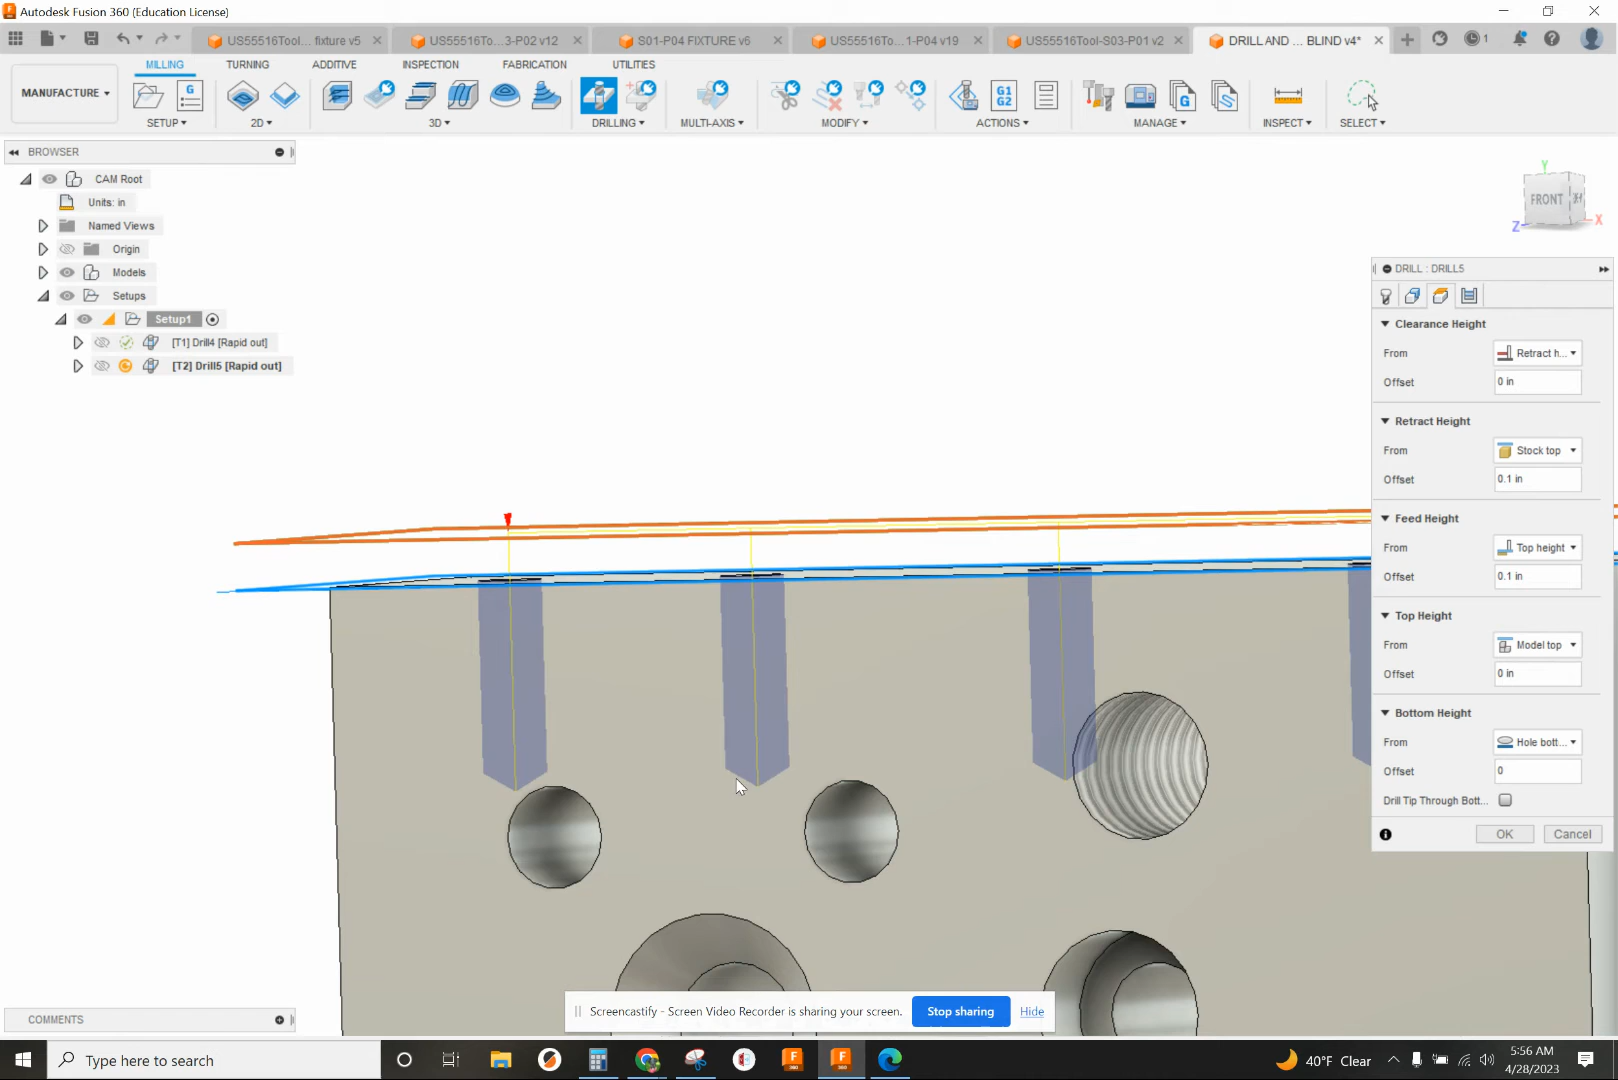 Autodesk Fusion 360 (Education License)
US55516Tool... fixture v5
US55516To...3-P02 v12
S01-P04 FIXTURE v6
US55516To...1-P04 v19
US55516Tool-S03-P01 v2
DRILL AND ... BLIND v4*
1
MILLING
TURNING
ADDITIVE
INSPECTION
FABRICATION
UTILITIES
MANUFACTURE
G
G1
G2
G
SETUP
2D
3D
DRILLING
MULTI-AXIS
MODIFY
ACTIONS
MANAGE
INSPECT
SELECT
BROWSER
CAM Root
Units: in
Named Views
Origin
Models
Setups
Setup1
[T1] Drill4 [Rapid out]
[T2] Drill5 [Rapid out]
Y
FRONT
Z
X
DRILL : DRILL5
Clearance Height
From
Retract h...
Offset
0 in
Retract Height
From
Stock top
Offset
0.1 in
Feed Height
From
Top height
Offset
0.1 in
Top Height
From
Model top
Offset
0 in
Bottom Height
From
Hole bott...
Offset
0
Drill Tip Through Bott...
OK
Cancel
COMMENTS
Screencastify - Screen Video Recorder is sharing your screen.
Stop sharing
Hide
Type here to search
40°F Clear
5:56 AM
4/28/2023